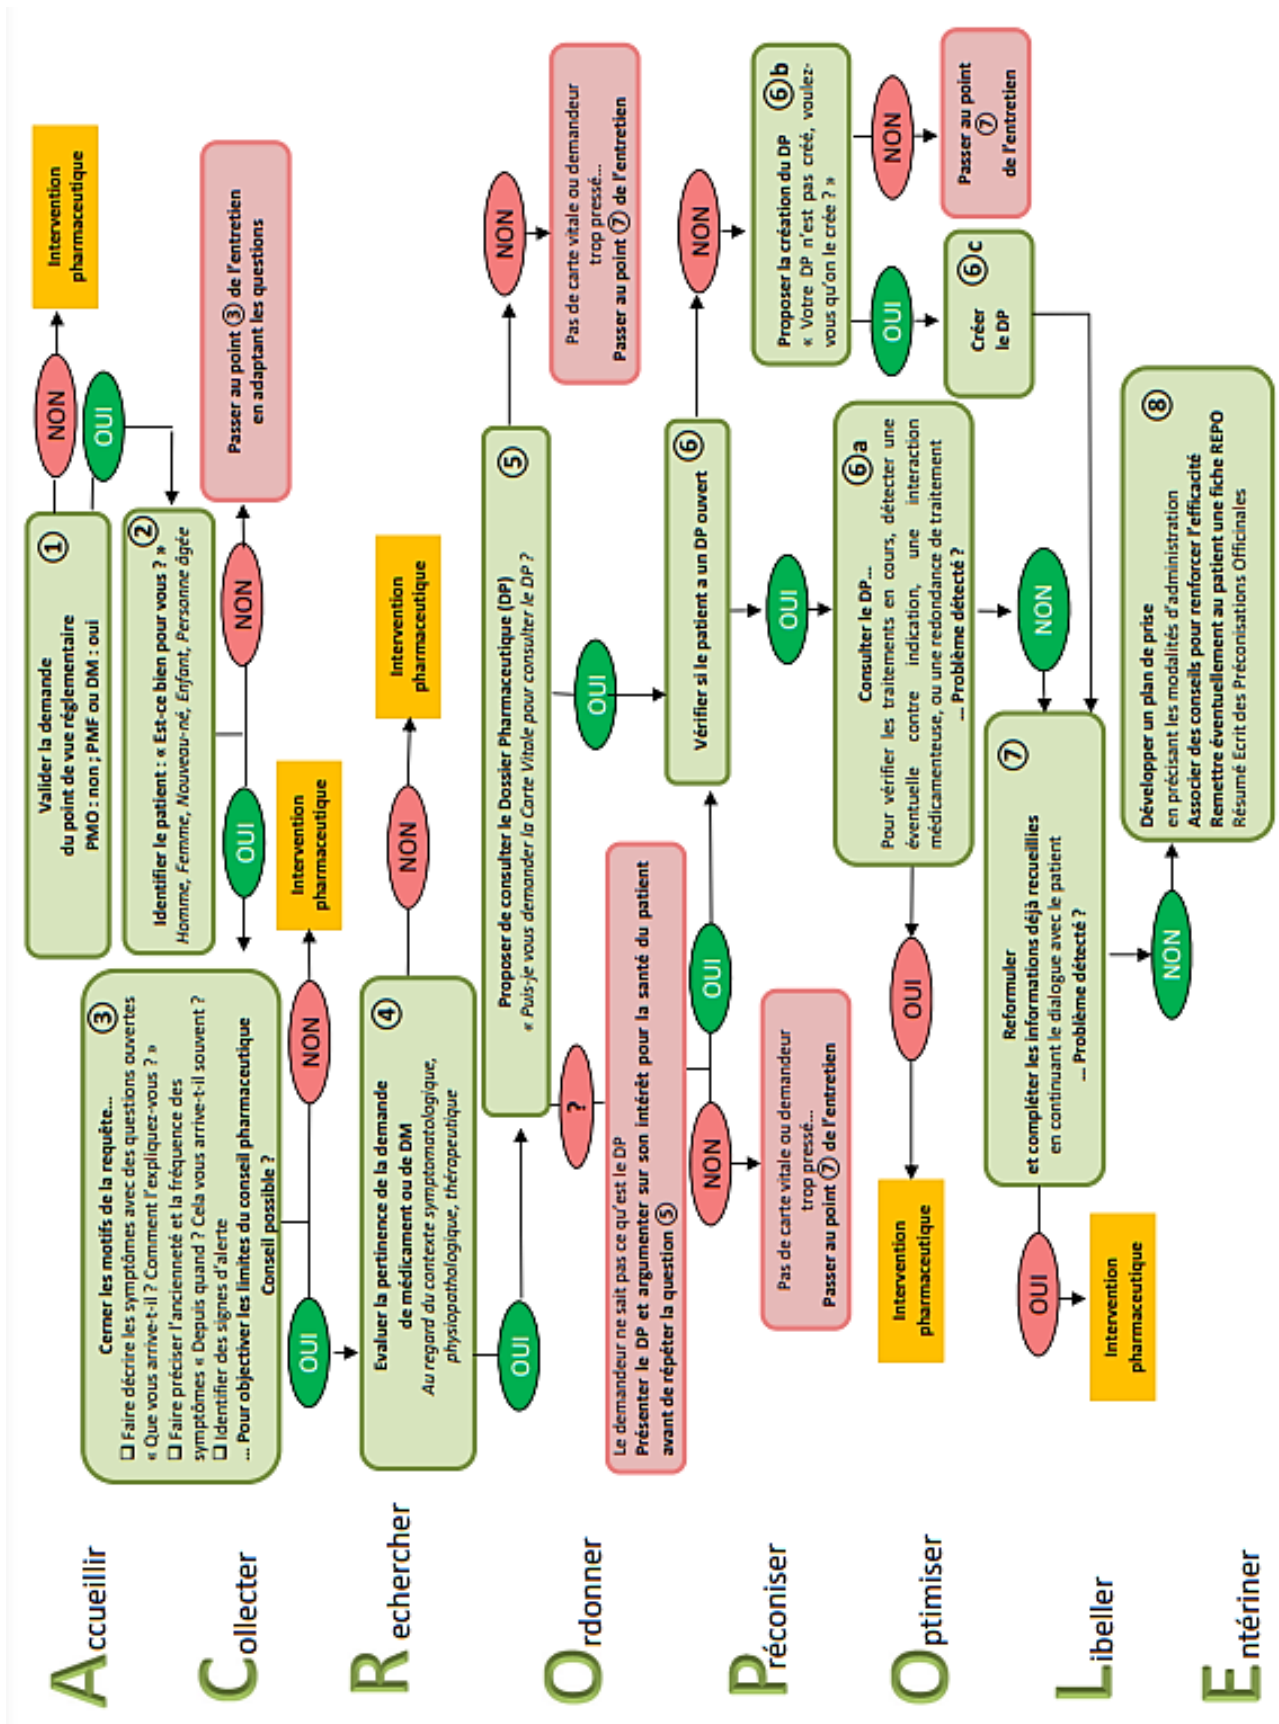 Accueillir
Valider la demande ①
du point de vue réglementaire
PMO : non ; PMF ou DM : oui
NON
Intervention
pharmaceutique
OUI
Identifier le patient : « Est-ce bien pour vous ? » ②
Homme, Femme, Nouveau-né, Enfant, Personne âgée
Collecter
OUI
NON
Passer au point ③ de l'entretien
en adaptant les questions
Cerner les motifs de la requête... ③
❑ Faire décrire les symptômes avec des questions ouvertes
« Que vous arrive-t-il ? Comment l'expliquez-vous ? »
❑ Faire préciser l'ancienneté et la fréquence des
symptômes « Depuis quand ? Cela vous arrive-t-il souvent ?
❑ Identifier des signes d'alerte
... Pour objectiver les limites du conseil pharmaceutique
Conseil possible ?
OUI
NON
Intervention
pharmaceutique
Rechercher
Evaluer la pertinence de la demande ④
de médicament ou de DM
Au regard du contexte symptomatologique,
physiopathologique, thérapeutique
NON
Intervention
pharmaceutique
OUI
Ordonner
Proposer de consulter le Dossier Pharmaceutique (DP) ⑤
« Puis-je vous demander la Carte Vitale pour consulter le DP ?
NON
Pas de carte vitale ou demandeur
trop pressé...
Passer au point ⑦ de l'entretien
?
OUI
Le demandeur ne sait pas ce qu'est le DP
Présenter le DP et argumenter sur son intérêt pour la santé du patient
avant de répéter la question ⑤
NON
OUI
Pas de carte vitale ou demandeur
trop pressé...
Passer au point ⑦ de l'entretien
Préconiser
Vérifier si le patient a un DP ouvert ⑥
OUI
NON
Proposer la création du DP ⑥b
« Votre DP n'est pas créé, voulez-
vous qu'on le crée ? »
OUI
NON
Créer ⑥c
le DP
Passer au point
⑦
de l'entretien
Optimiser
Consulter le DP... ⑥a
Pour vérifier les traitements en cours, détecter une
éventuelle contre indication, une interaction
médicamenteuse, ou une redondance de traitement
... Problème détecté ?
OUI
Intervention
pharmaceutique
NON
Libeller
Reformuler ⑦
et compléter les informations déjà recueillies
en continuant le dialogue avec le patient
... Problème détecté ?
OUI
Intervention
pharmaceutique
NON
Entériner
Développer un plan de prise ⑧
en précisant les modalités d'administration
Associer des conseils pour renforcer l'efficacité
Remettre éventuellement au patient une fiche REPO
Résumé Ecrit des Préconisations Officinales